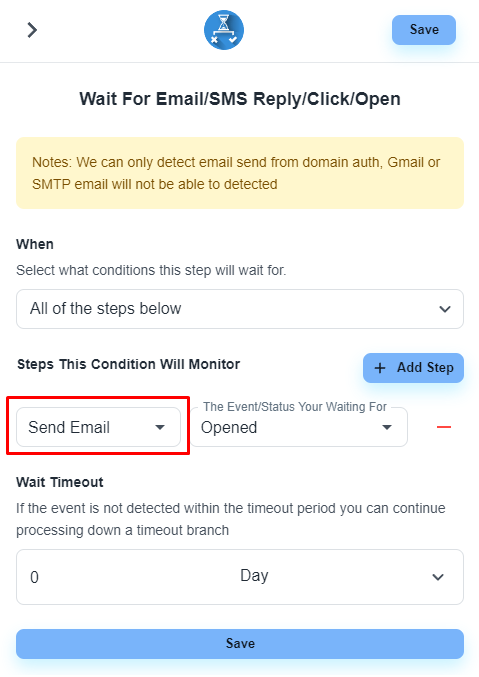 Save
Wait For Email/SMS Reply/Click/Open
Notes: We can only detect email send from domain auth, Gmail or
SMTP email will not be able to detected
When
Select what conditions this step will wait for.
All of the steps below
Steps This Condition Will Monitor
+ Add Step
The Event/Status Your Waiting For
Send Email
Opened
Wait Timeout
If the event is not detected within the timeout period you can continue
processing down a timeout branch
0 Day
Save